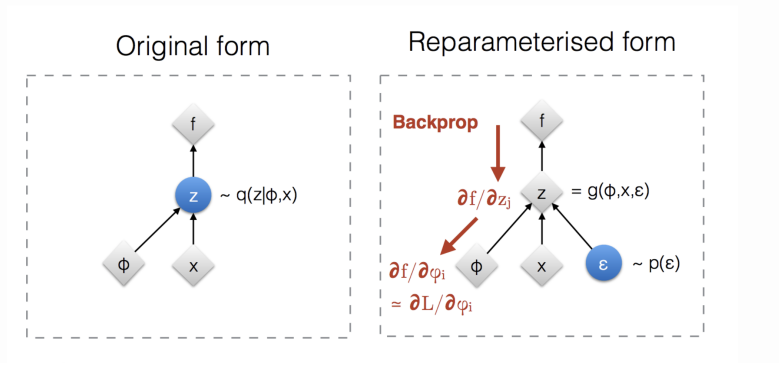 Original form
f
z ~ q(z|φ,x)
φ x
Reparameterised form
Backprop
f
∂f/∂zⱼ
z = g(φ,x,ε)
∂f/∂φᵢ
≃ ∂L/∂φᵢ
φ x ε ~ p(ε)